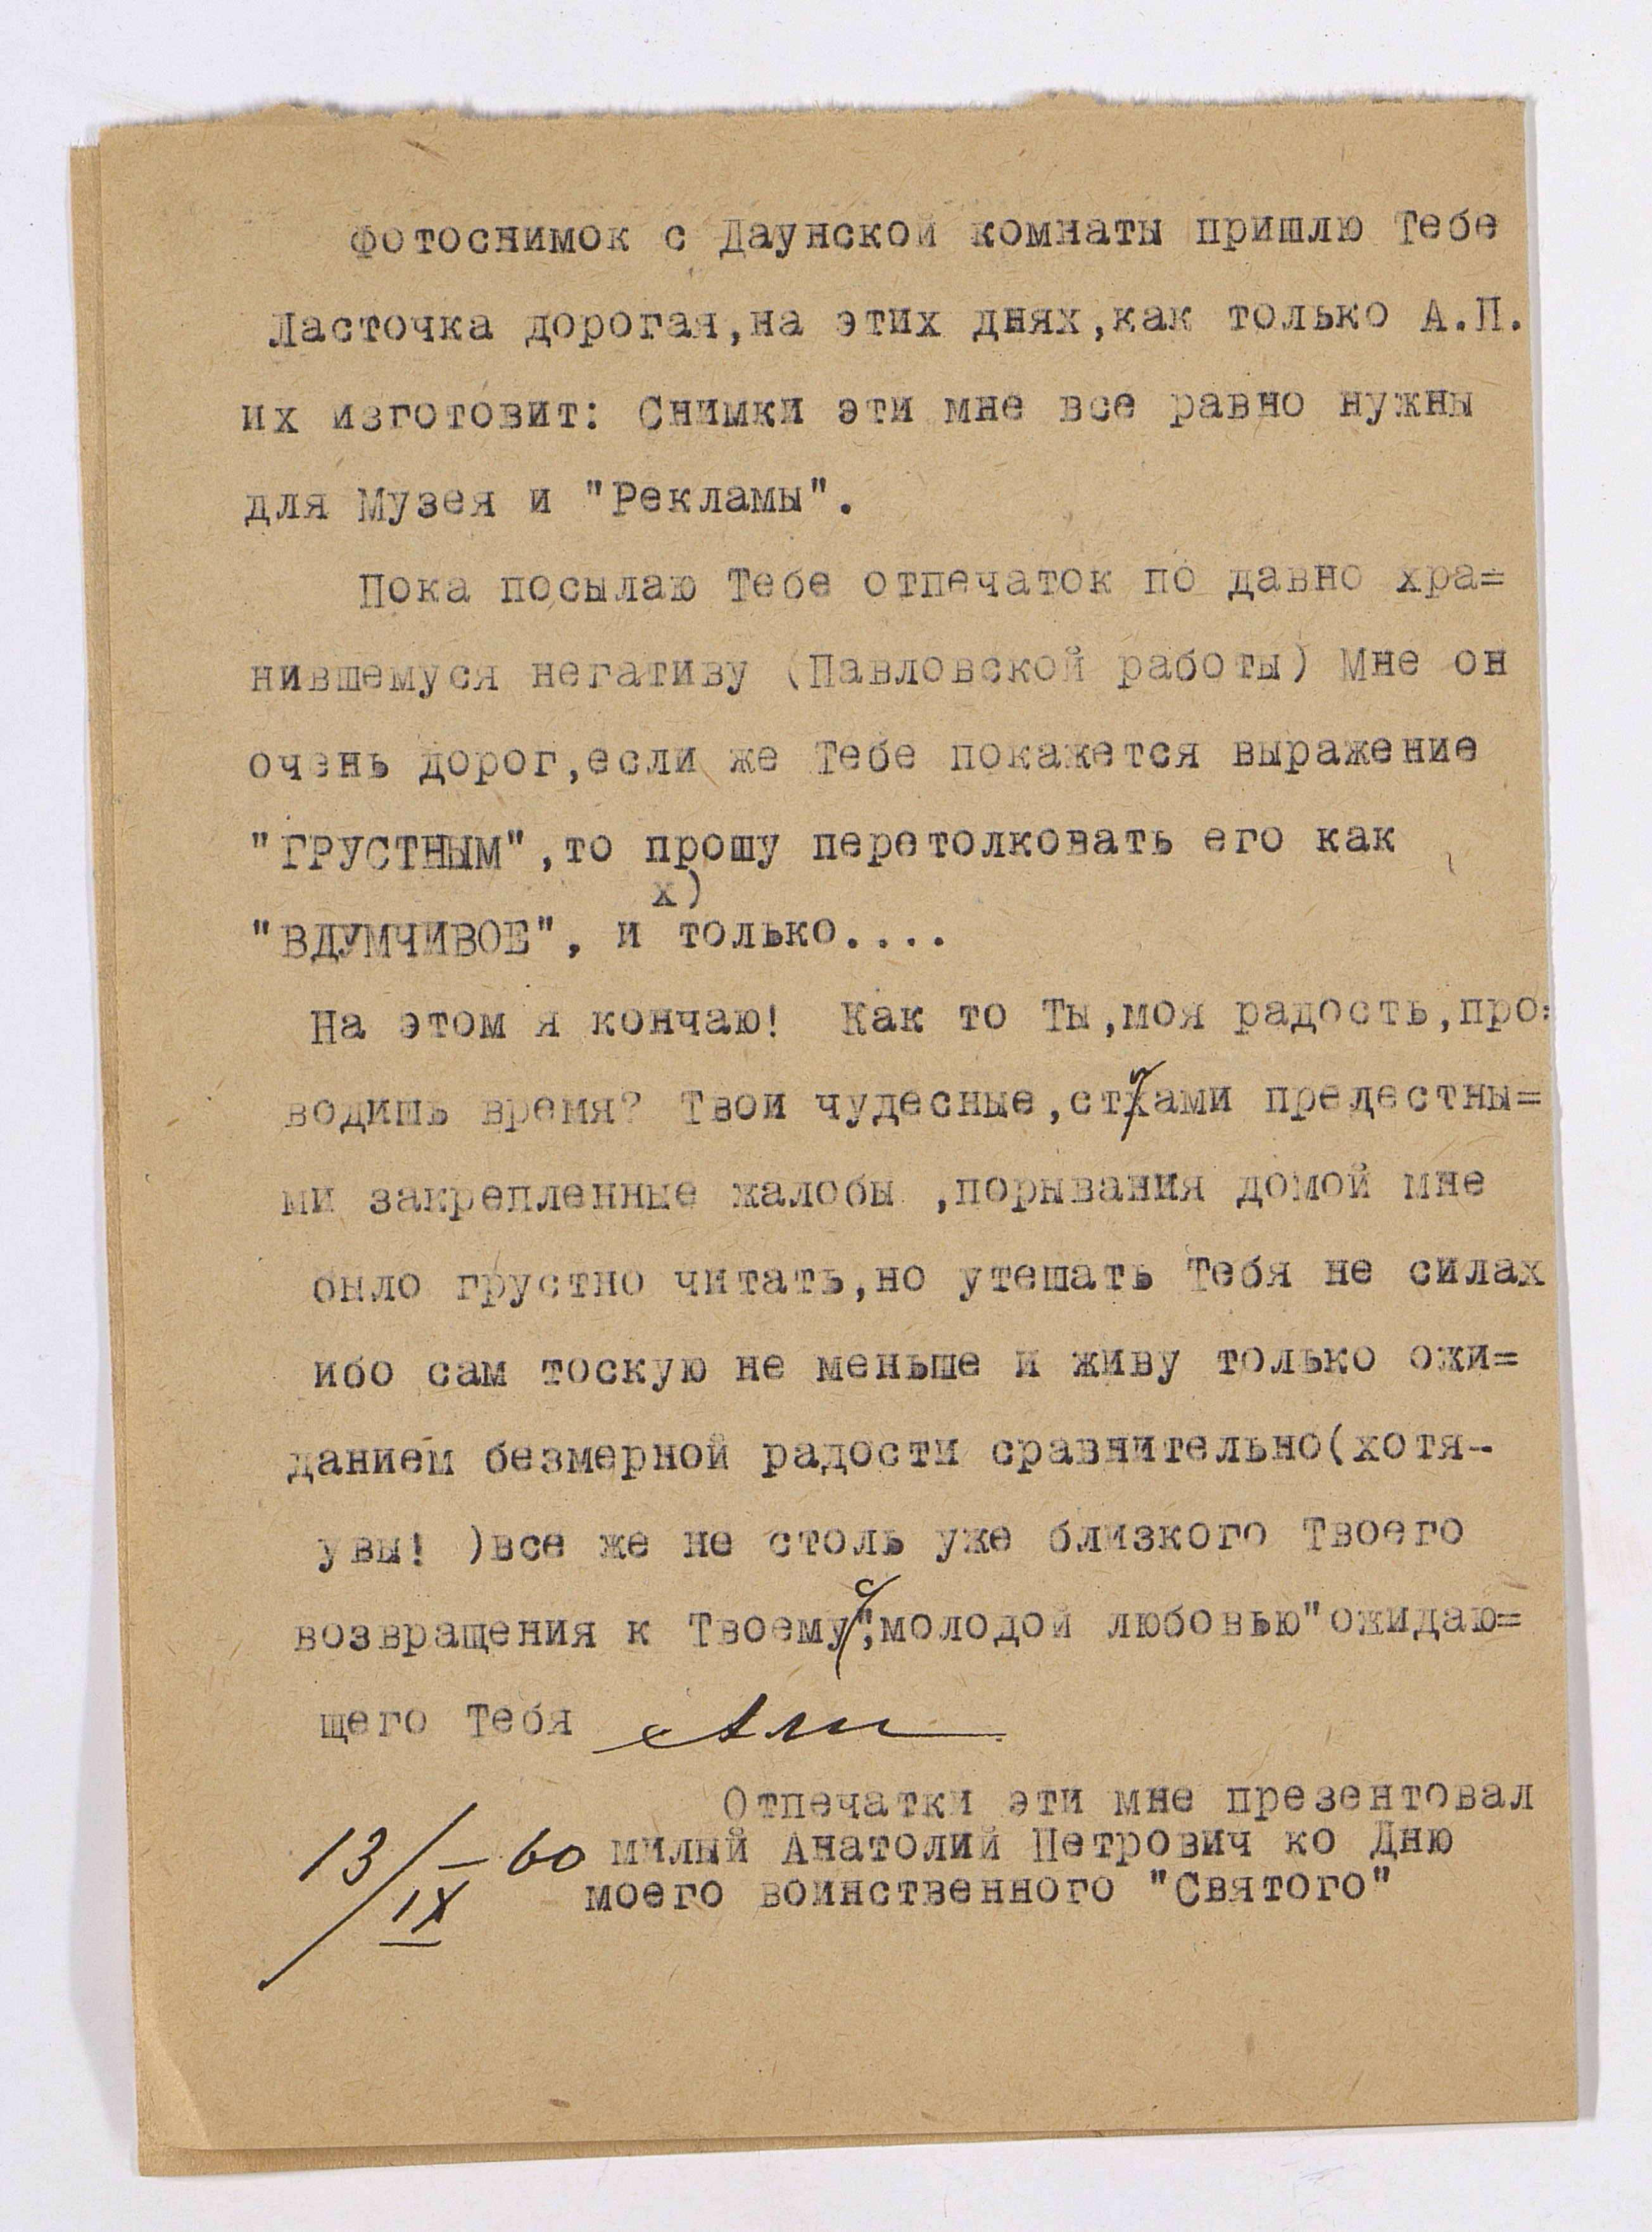 Фотоснимок с Даунской комнаты пришлю Тебе
Ласточка дорогая,на этих днях,как только А.П.
их изготовит: Снимки эти мне все равно нужны
для Музея и "Рекламы".
Пока посылаю Тебе отпечаток по давно хра=
нившемуся негативу (Павловской работы) Мне он
очень дорог,если же Тебе покажется выражение
"ГРУСТНЫМ",то прошу перетолковать его как
х)
"ВДУМЧИВОЕ", и только....
На этом я кончаю! Как то Ты,моя радость,про=
водишь время? Твои чудесные,стихами прелестны=
ми закрепленные жалобы ,порывания домой мне
было грустно читать,но утешать Тебя не силах
ибо сам тоскую не меньше и живу только ожи=
данием безмерной радости сравнительно(хотя-
увы! )все же не столь уже близкого Твоего
возвращения к Твоему,с"молодой любовью"ожидаю=
щего Тебя
Отпечатки эти мне презентовал
13/IX-60 милый Анатолий Петрович ко Дню
моего воинственного "Святого"